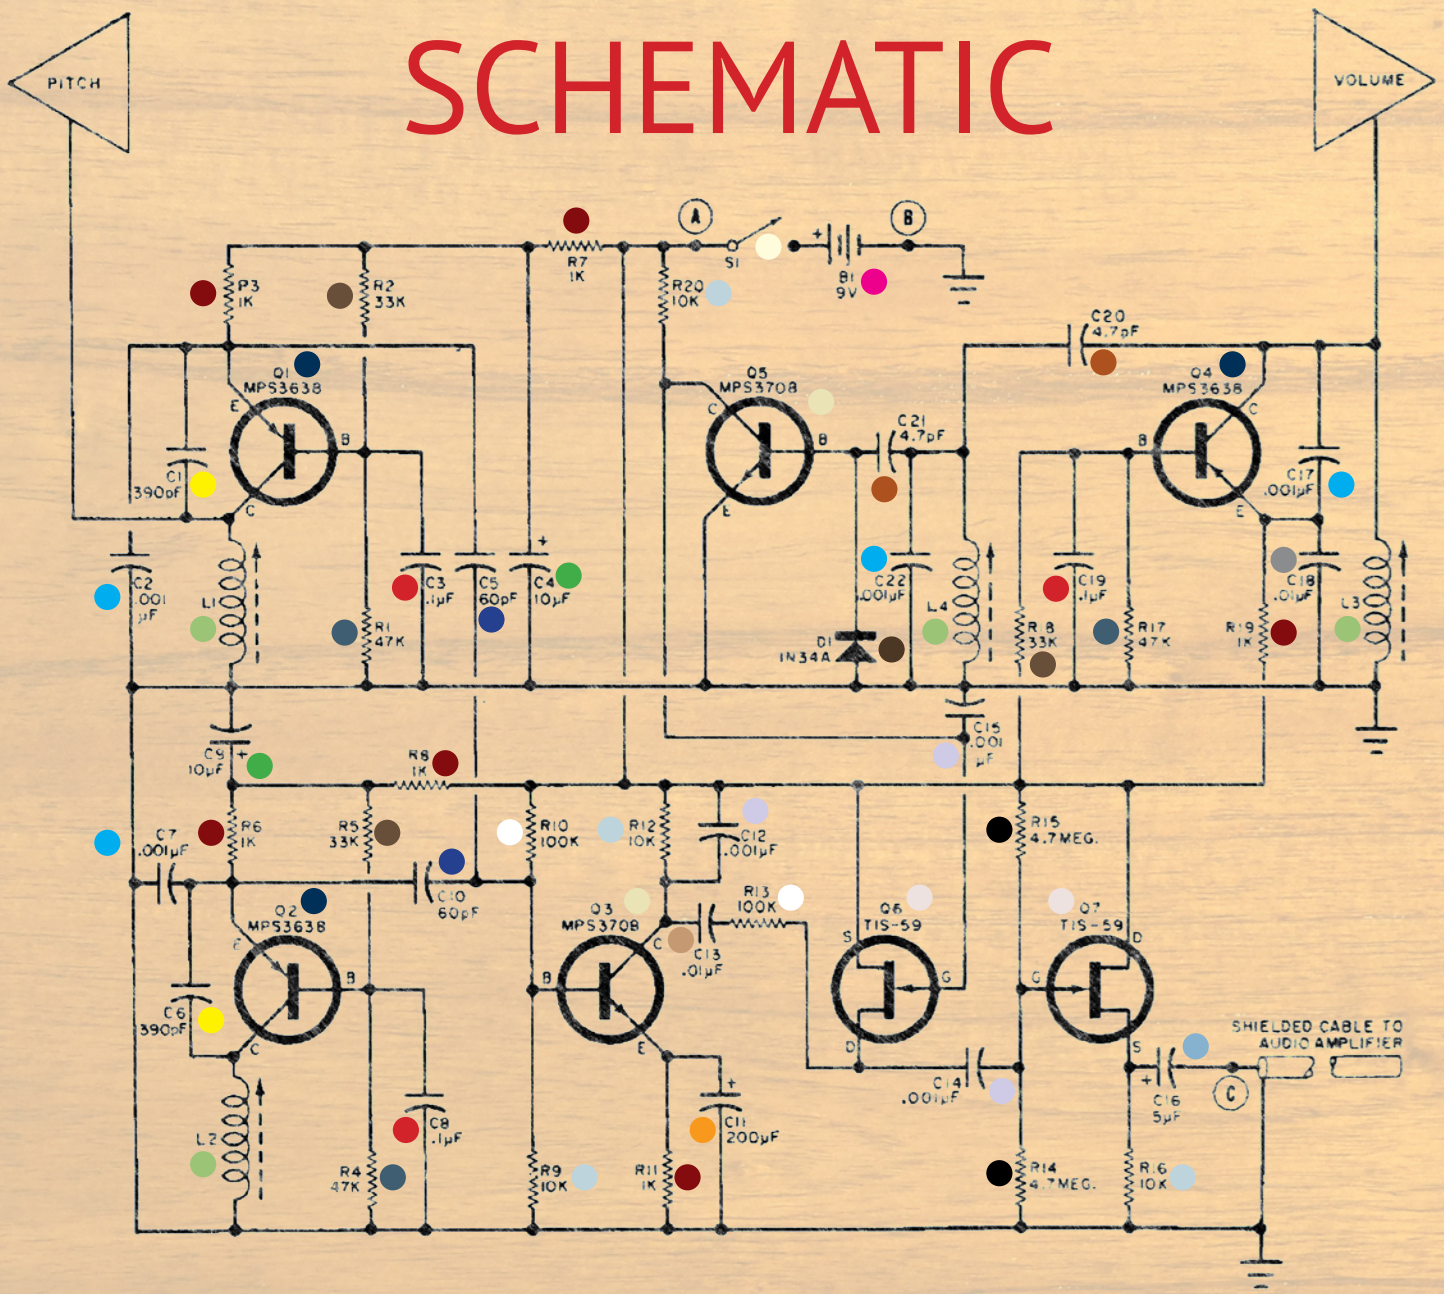 SCHEMATIC
PITCH
VOLUME
A
B
S1
+
B1
9V
R7
1K
R3
1K
R2
33K
R20
10K
C20
4.7pF
Q1
MPS3638
E
B
C
Q5
MPS3708
C
B
E
C21
4.7pF
Q4
MPS3638
C
B
E
C1
390pF
C17
.001µF
C2
.001
µF
L1
R1
47K
C3
.1µF
C5
60pF
+
C4
10µF
C22
.001µF
L4
D1
1N34A
R18
33K
C19
.1µF
R17
47K
R19
1K
C18
.01µF
L3
C9
+
10µF
R8
1K
C15
.001
µF
C7
.001µF
R6
1K
R5
33K
R10
100K
R12
10K
C12
.001µF
R15
4.7MEG.
C10
60pF
Q2
MPS3638
E
B
C
Q3
MPS3708
C
B
E
R13
100K
C13
.01µF
Q6
TIS-59
S
G
D
Q7
TIS-59
D
G
S
C6
390pF
SHIELDED CABLE TO
AUDIO AMPLIFIER
C14
.001µF
+
C16
5µF
C
L2
C8
.1µF
+
C11
200µF
R4
47K
R9
10K
R11
1K
R14
4.7MEG.
R16
10K